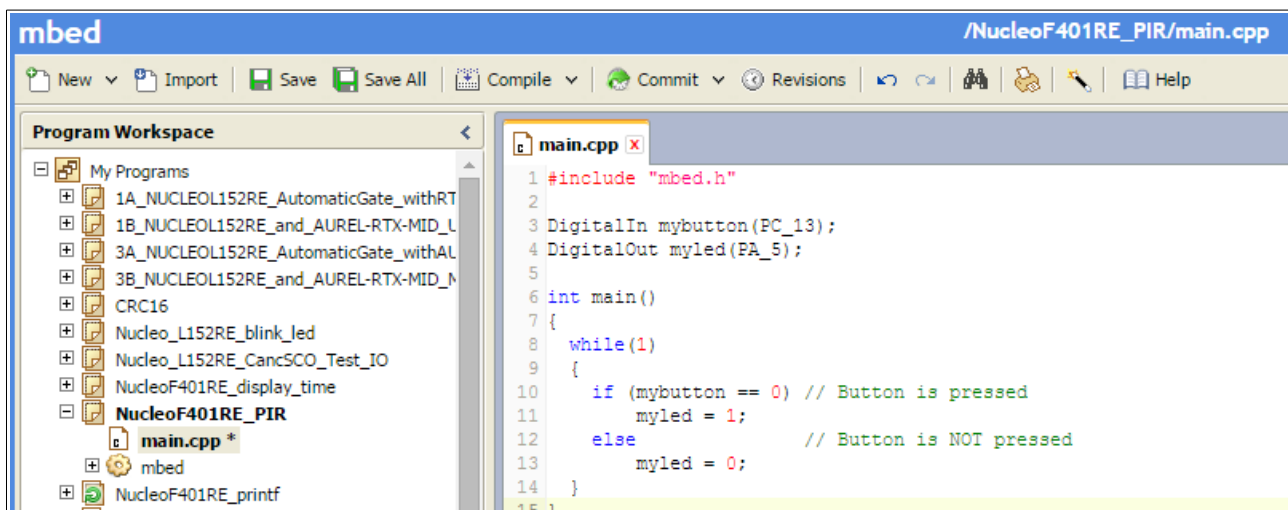 mbed
/NucleoF401RE_PIR/main.cpp
New Import Save Save All Compile Commit Revisions Help
Program Workspace
My Programs
1A_NUCLEOL152RE_AutomaticGate_withRT
1B_NUCLEOL152RE_and_AUREL-RTX-MID_U
3A_NUCLEOL152RE_AutomaticGate_withAU
3B_NUCLEOL152RE_and_AUREL-RTX-MID_M
CRC16
Nucleo_L152RE_blink_led
Nucleo_L152RE_CancSCO_Test_IO
NucleoF401RE_display_time
NucleoF401RE_PIR
main.cpp *
mbed
NucleoF401RE_printf
main.cpp
1 #include "mbed.h"
2
3 DigitalIn mybutton(PC_13);
4 DigitalOut myled(PA_5);
5
6 int main()
7 {
8 while(1)
9 {
10 if (mybutton == 0) // Button is pressed
11 myled = 1;
12 else // Button is NOT pressed
13 myled = 0;
14 }
15 }